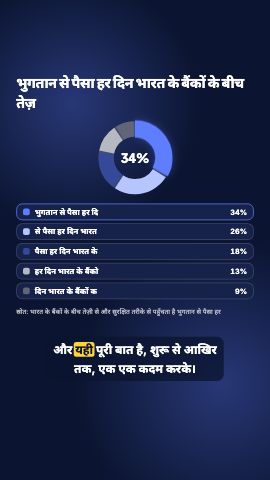 भुगतान से पैसा हर दिन भारत के बैंकों के बीच
तेज़
34%
भुगतान से पैसा हर दि 34%
से पैसा हर दिन भारत 26%
पैसा हर दिन भारत के 18%
हर दिन भारत के बैंको 13%
दिन भारत के बैंकों क 9%
स्रोत: भारत के बैंकों के बीच तेज़ी से और सुरक्षित तरीके से पहुँचता है भुगतान से पैसा हर
और यही पूरी बात है, शुरू से आखिर
तक, एक एक कदम करके।